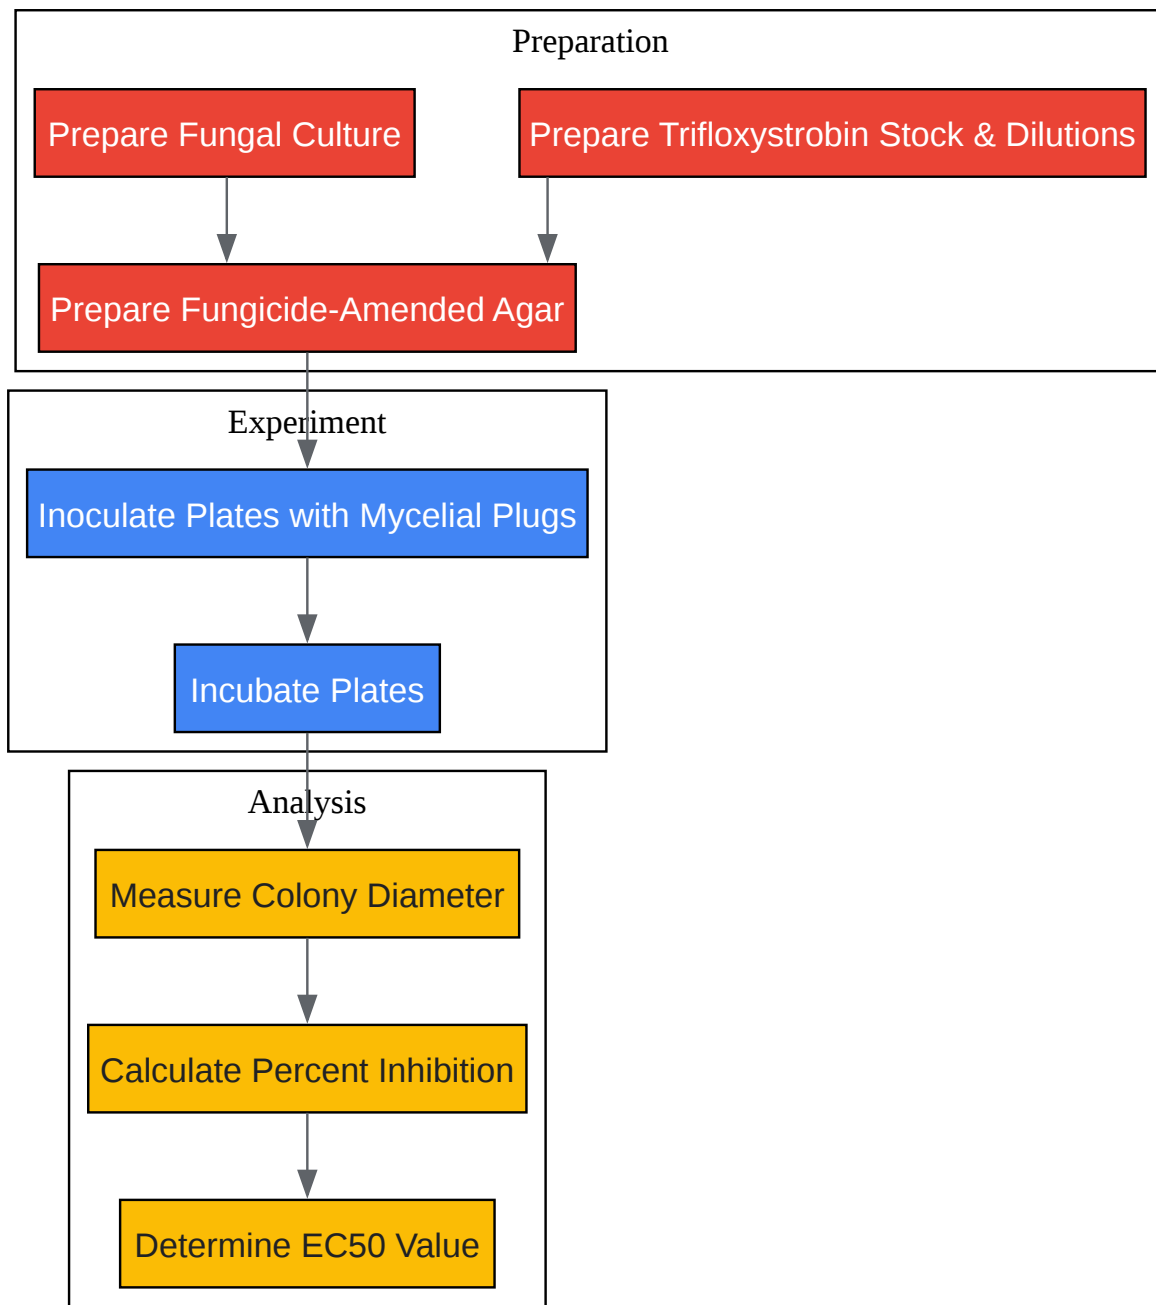 Preparation
Prepare Fungal Culture
Prepare Trifloxystrobin Stock & Dilutions
Prepare Fungicide-Amended Agar
Experiment
Inoculate Plates with Mycelial Plugs
Incubate Plates
Analysis
Measure Colony Diameter
Calculate Percent Inhibition
Determine EC50 Value